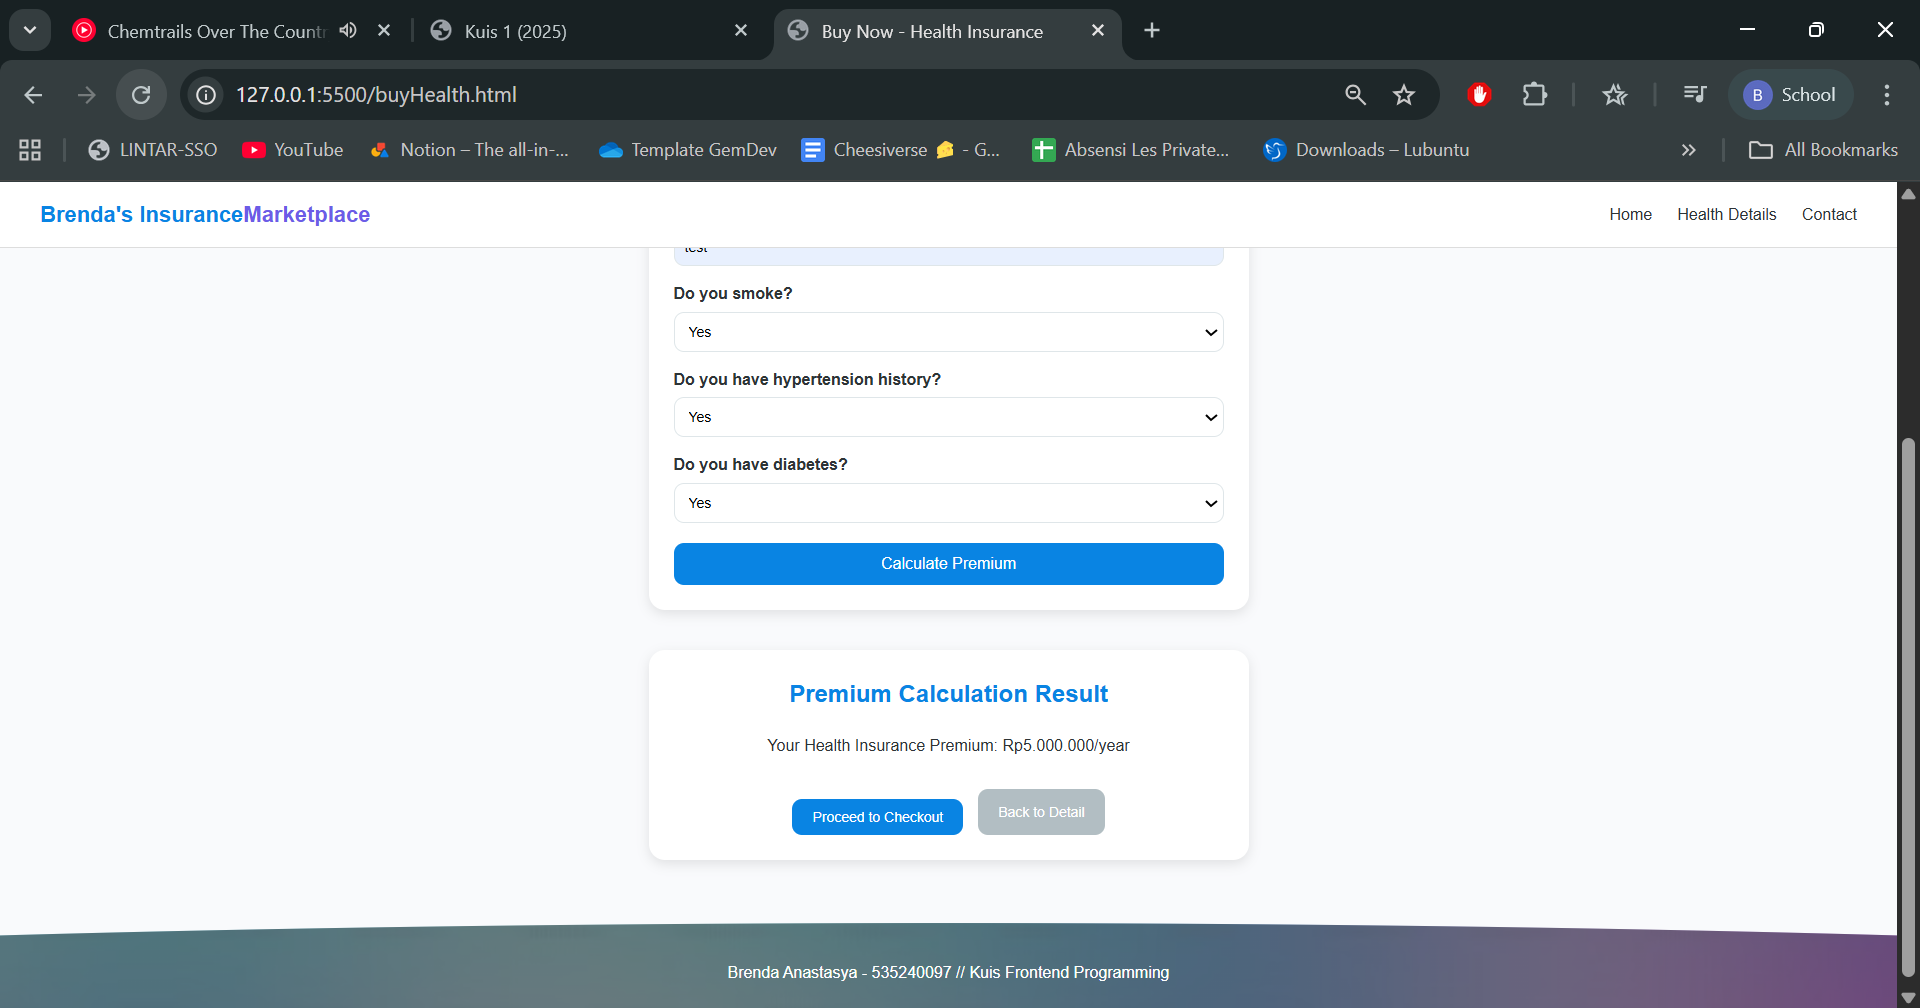 Chemtrails Over The Count
Kuis 1 (2025)
Buy Now - Health Insurance
127.0.0.1:5500/buyHealth.html
B School
LINTAR-SSO
YouTube
Notion – The all-in-...
Template GemDev
Cheesiverse 🧀 - G...
Absensi Les Private...
Downloads – Lubuntu
All Bookmarks
Brenda's InsuranceMarketplace
Home
Health Details
Contact
test
Do you smoke?
Yes
Do you have hypertension history?
Yes
Do you have diabetes?
Yes
Calculate Premium
Premium Calculation Result
Your Health Insurance Premium: Rp5.000.000/year
Proceed to Checkout
Back to Detail
Brenda Anastasya - 535240097 // Kuis Frontend Programming